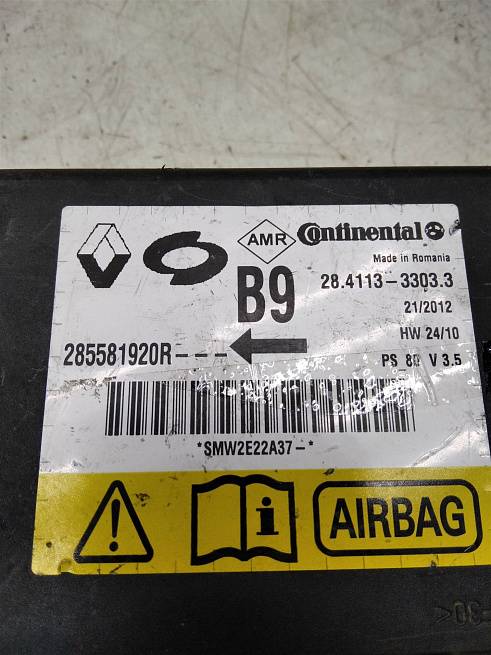 AMR Continental
Made in Romania
B9 28.4113-3303.3
21/2012
HW 24/10
285581920R---
PS 80 V 3.5
*SMW2E22A37-*
AIRBAG